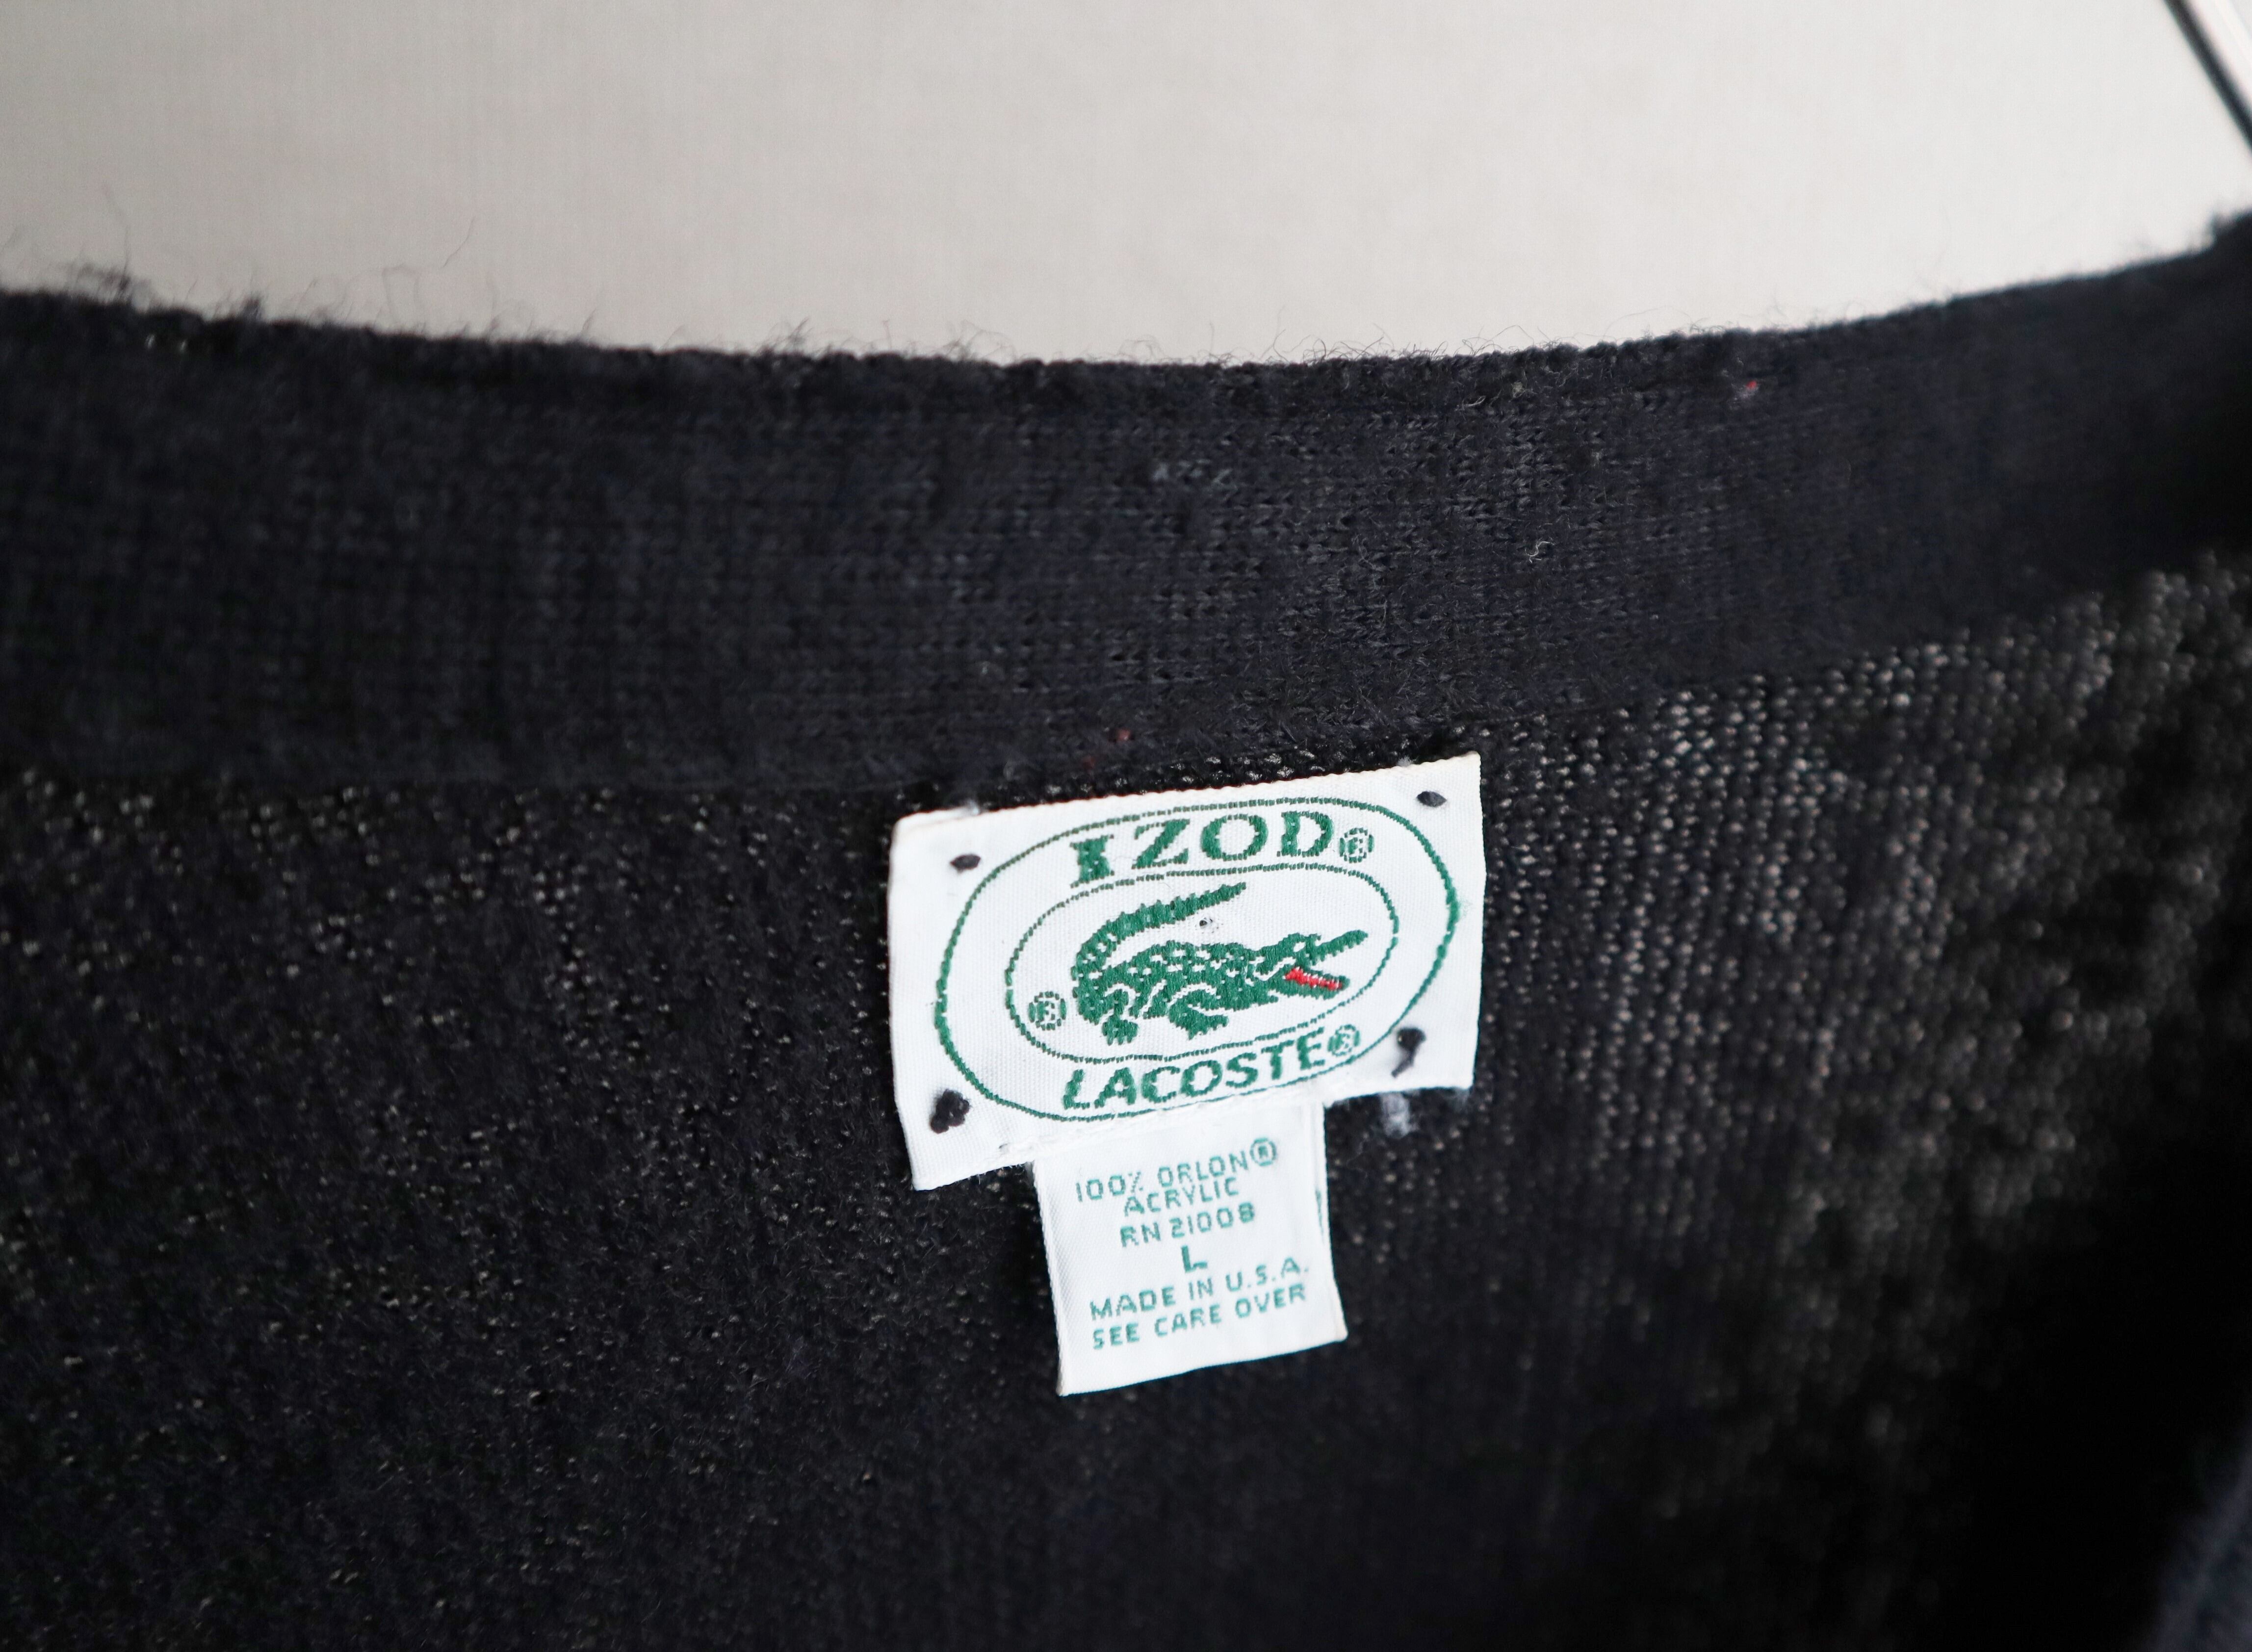 IZOD®
®
LACOSTE®
100% ORLON®
ACRYLIC
RN 21008
L
MADE IN U.S.A.
SEE CARE OVER